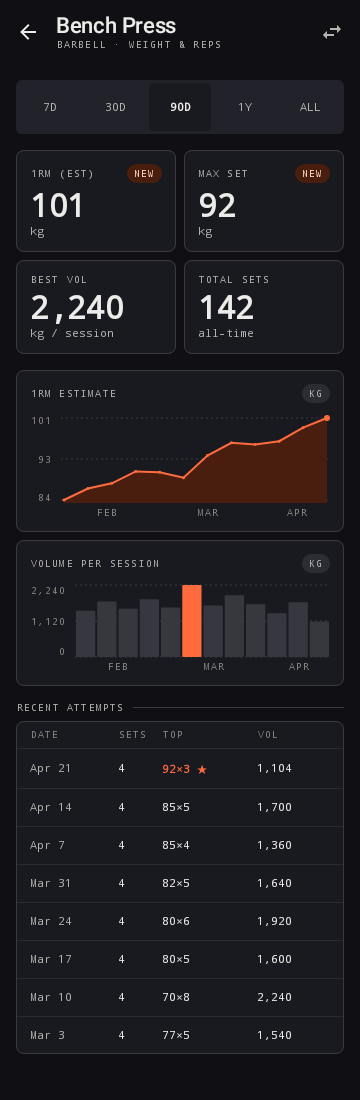 Bench Press
BARBELL · WEIGHT & REPS
7D 30D 90D 1Y ALL
1RM (EST) NEW
101
kg
MAX SET NEW
92
kg
BEST VOL
2,240
kg / session
TOTAL SETS
142
all-time
1RM ESTIMATE KG
101
93
84
FEB MAR APR
VOLUME PER SESSION KG
2,240
1,120
0
FEB MAR APR
RECENT ATTEMPTS
DATE SETS TOP VOL
Apr 21 4 92×3 ★ 1,104
Apr 14 4 85×5 1,700
Apr 7 4 85×4 1,360
Mar 31 4 82×5 1,640
Mar 24 4 80×6 1,920
Mar 17 4 80×5 1,600
Mar 10 4 70×8 2,240
Mar 3 4 77×5 1,540